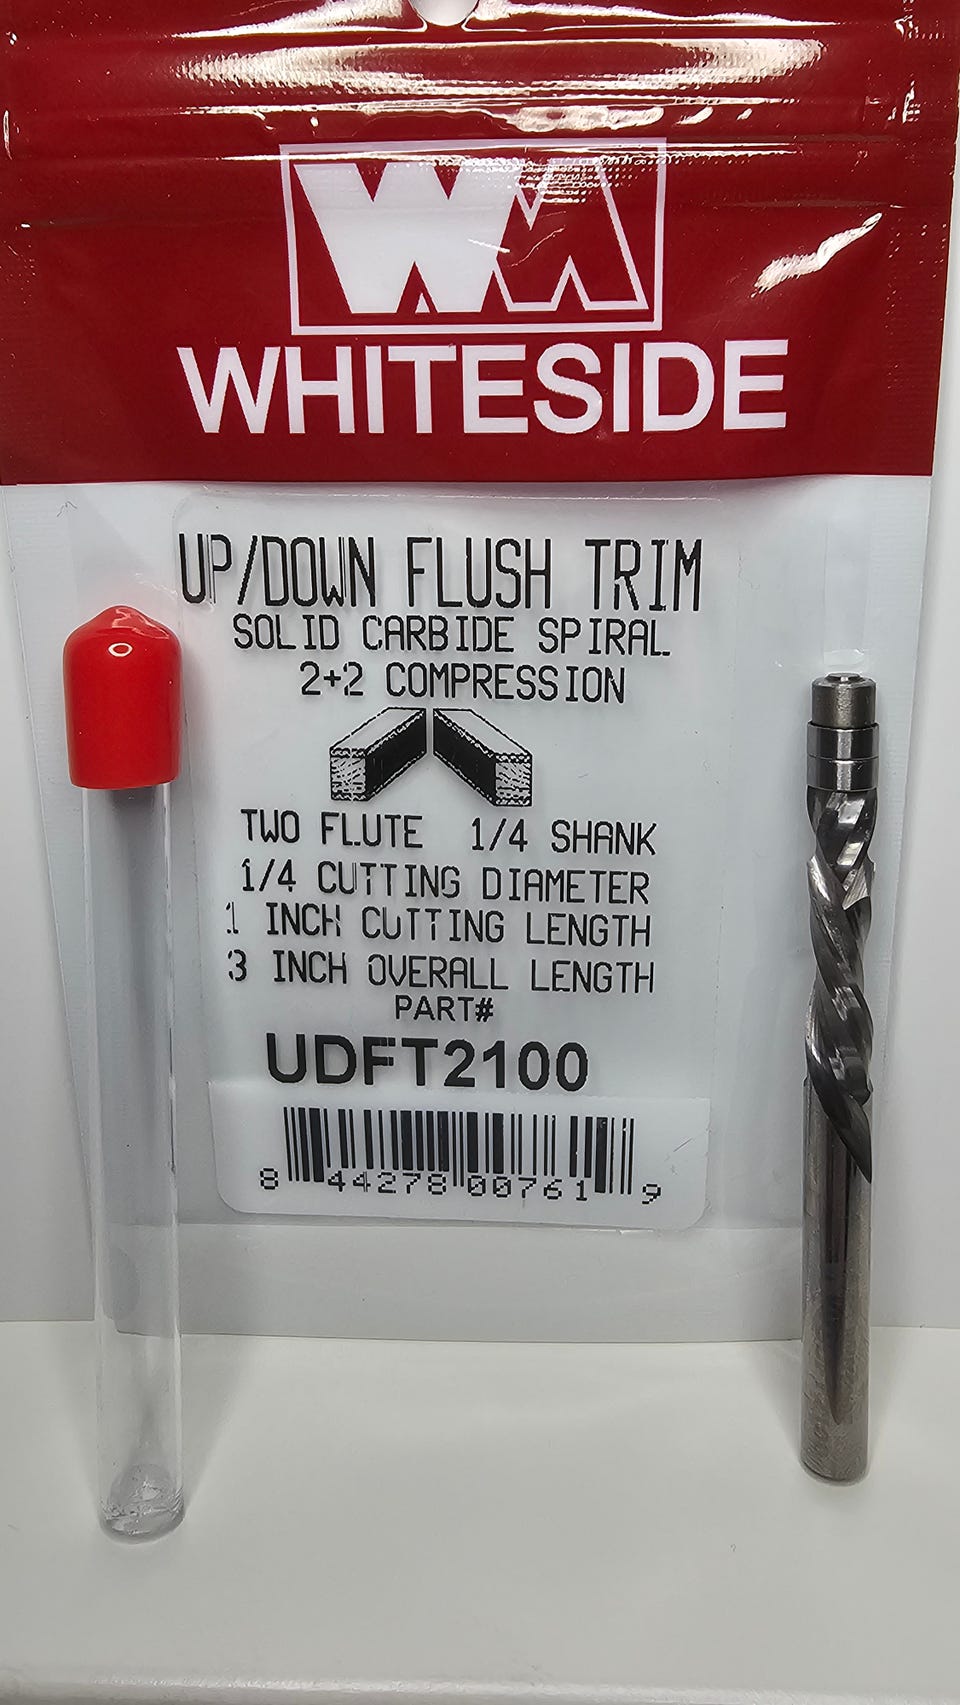 WM
WHITESIDE
UP/DOWN FLUSH TRIM
SOLID CARBIDE SPIRAL
2+2 COMPRESSION
TWO FLUTE 1/4 SHANK
1/4 CUTTING DIAMETER
1 INCH CUTTING LENGTH
3 INCH OVERALL LENGTH
PART#
UDFT2100
8 44278 00761 9